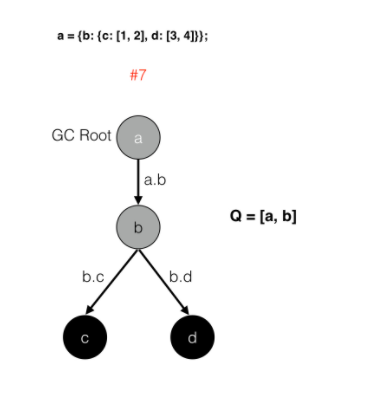 a = {b: {c: [1, 2], d: [3, 4]}};
#7
GC Root
a
a.b
b
Q = [a, b]
b.c
b.d
c
d